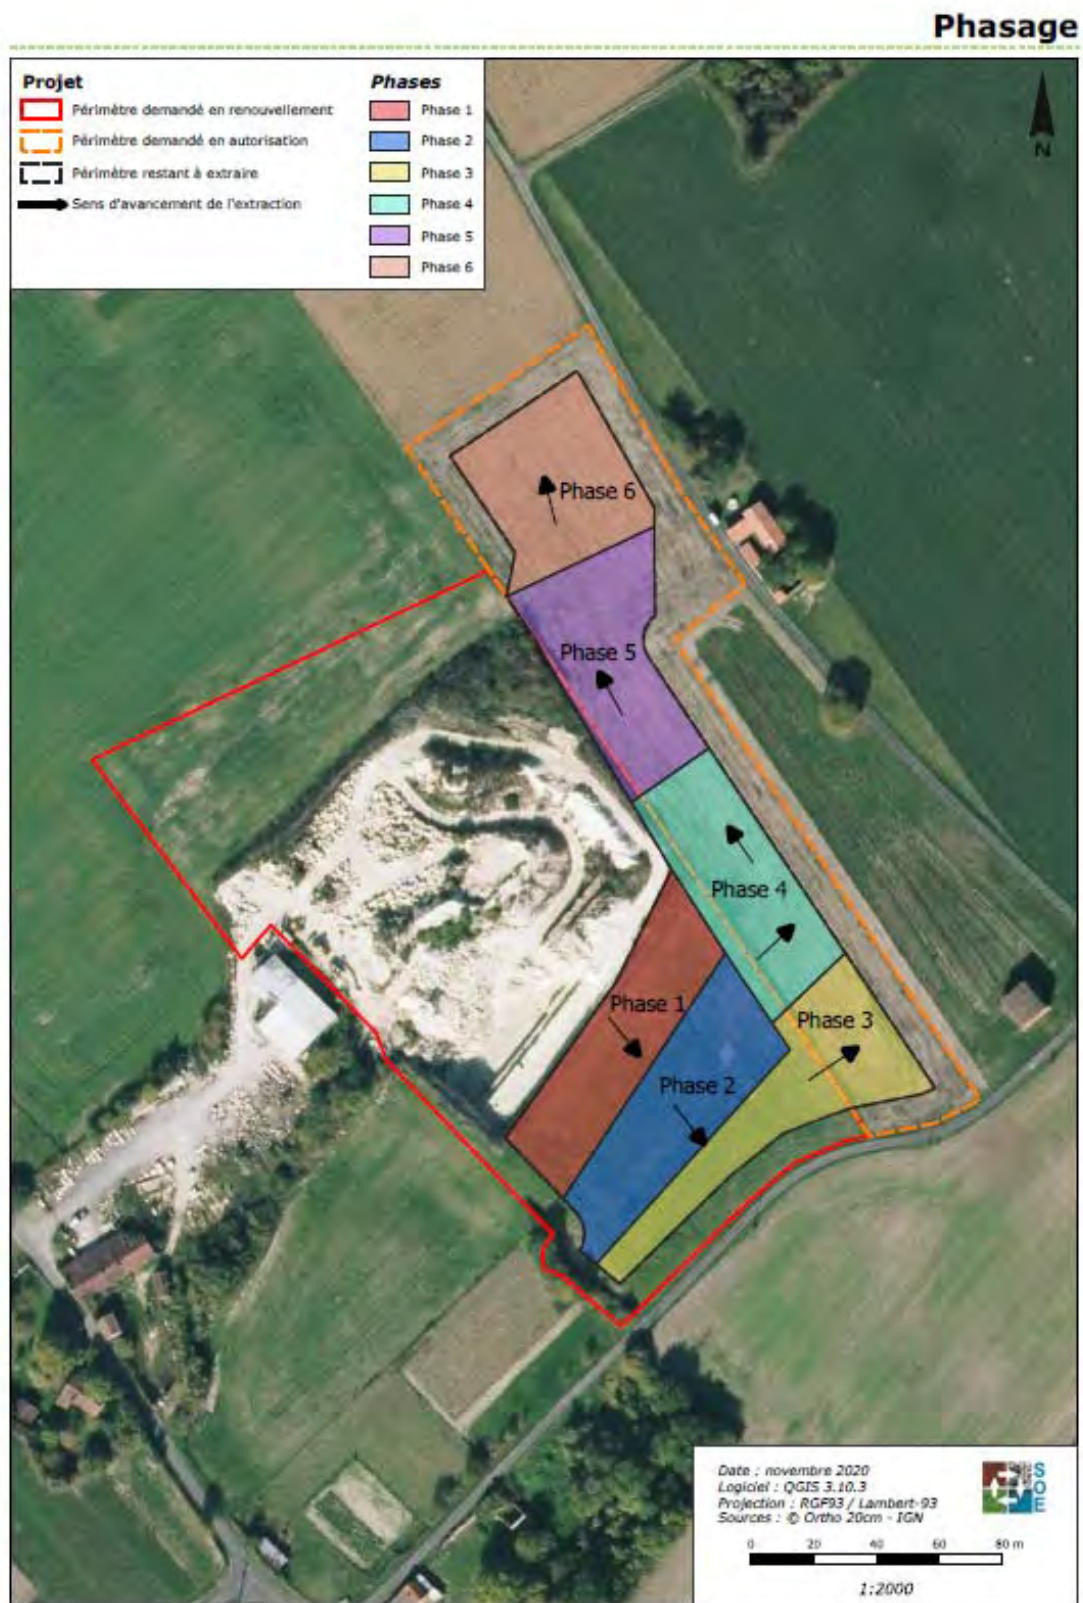 Phasage
Projet
Périmètre demandé en renouvellement
Périmètre demandé en autorisation
Périmètre restant à extraire
Sens d'avancement de l'extraction
Phases
Phase 1
Phase 2
Phase 3
Phase 4
Phase 5
Phase 6
N
Phase 6
Phase 5
Phase 4
Phase 3
Phase 1
Phase 2
Date : novembre 2020
Logiciel : QGIS 3.10.3
Projection : RGF93 / Lambert-93
Sources : © Ortho 20cm - IGN
SOE
0 20 40 60 80 m
1:2000